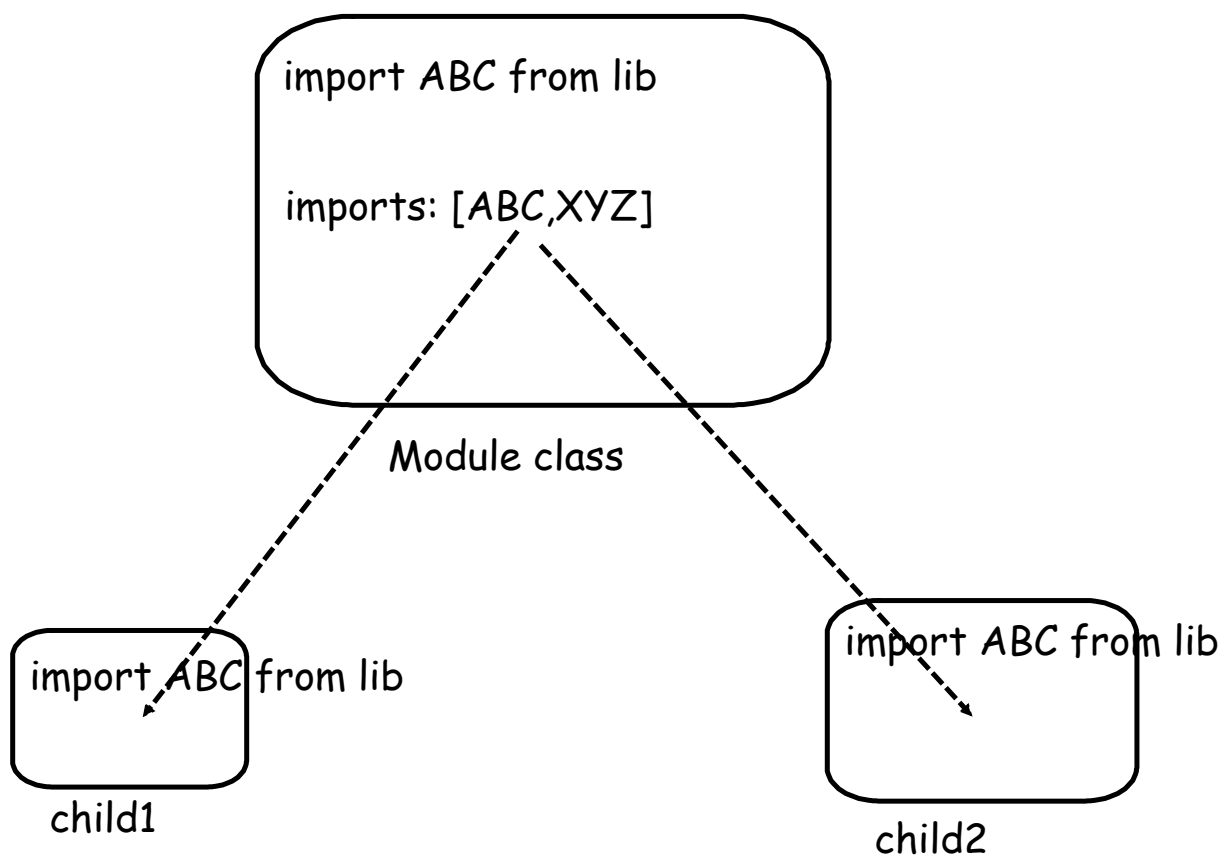 import ABC from lib
imports: [ABC,XYZ]
Module class
import ABC from lib
child1
import ABC from lib
child2